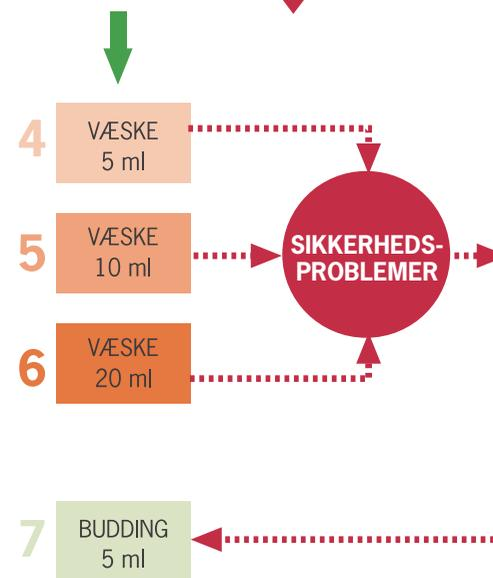 4
VÆSKE
5 ml
5
VÆSKE
10 ml
SIKKERHEDS-
PROBLEMER
6
VÆSKE
20 ml
7
BUDDING
5 ml